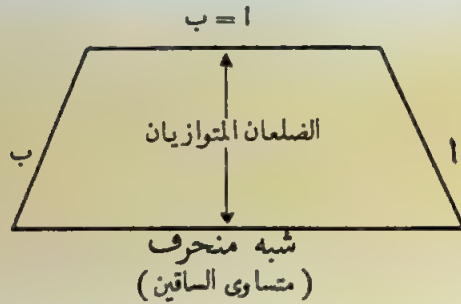 ا = ب
الضلعان المتوازيان
ا
ب
شبه منحرف
( متساوى الساقين )